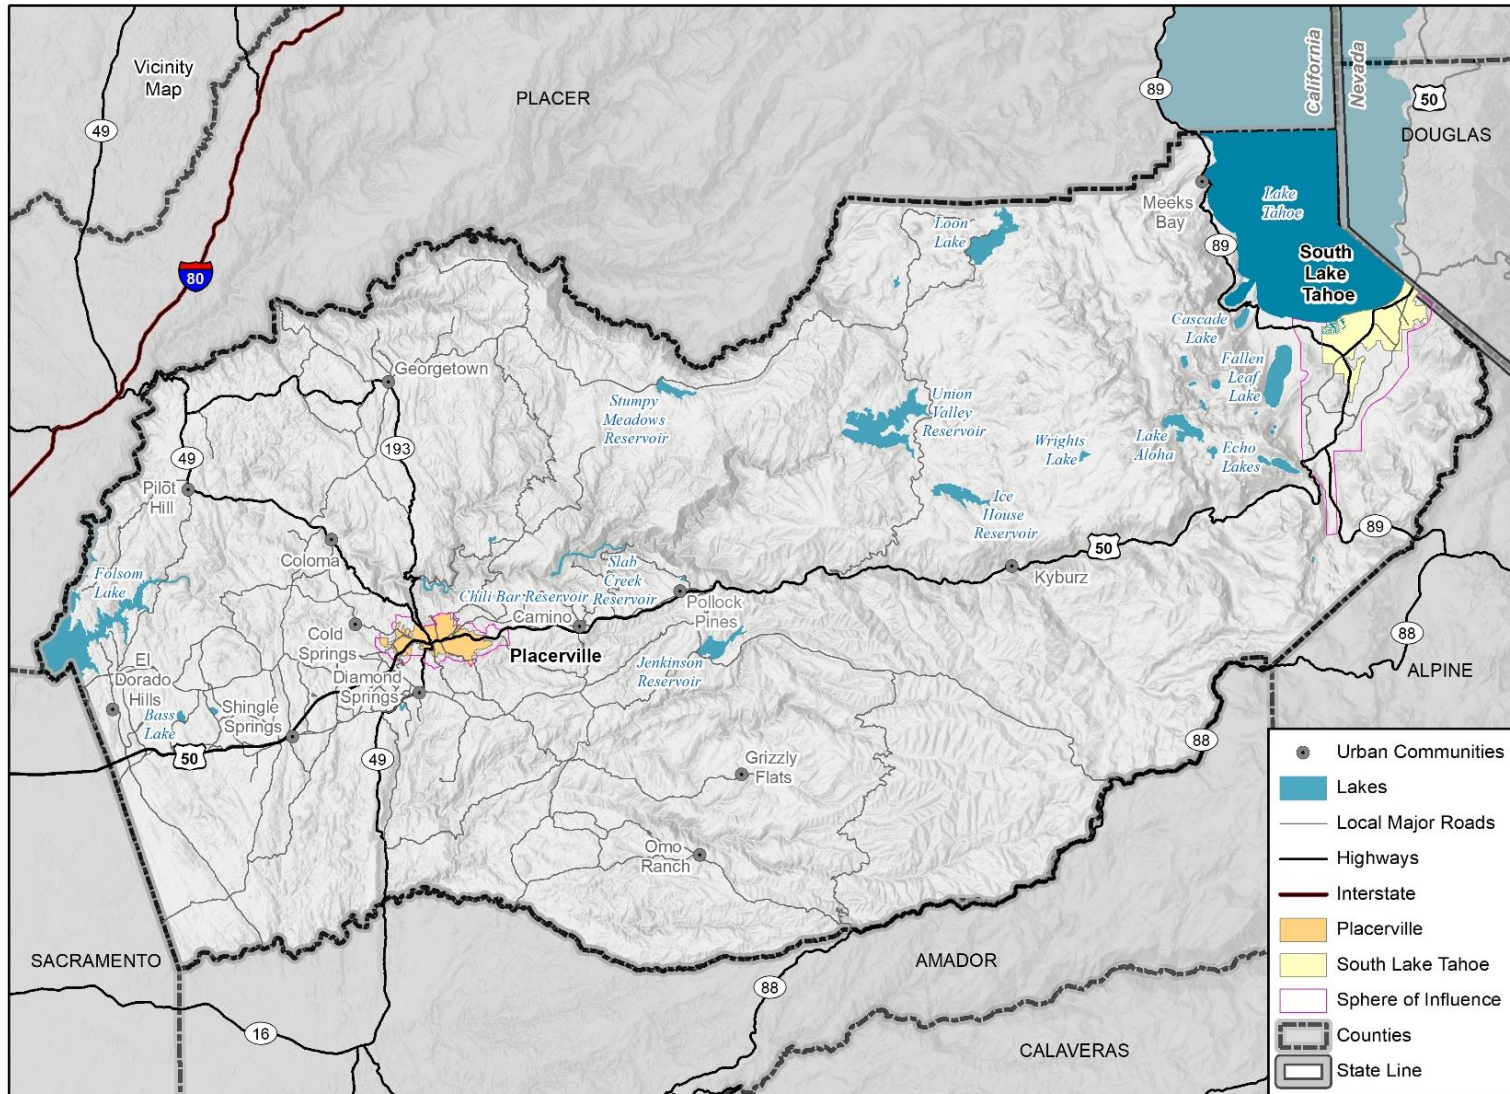 Vicinity
Map
49
80
PLACER
89
California
Nevada
50
DOUGLAS
Meeks
Bay
Lake
Tahoe
89
South
Lake
Tahoe
Loon
Lake
Cascade
Lake
Fallen
Leaf
Lake
Georgetown
Stumpy
Meadows
Reservoir
Union
Valley
Reservoir
Wrights
Lake
Lake
Aloha
Echo
Lakes
193
49
Pilot
Hill
Ice
House
Reservoir
89
Coloma
50
Kyburz
Folsom
Lake
Chili Bar Reservoir
Slab
Creek
Reservoir
Camino
Pollock
Pines
Cold
Springs
Placerville
Jenkinson
Reservoir
88
ALPINE
El
Dorado
Hills
Diamond
Springs
Bass
Lake
Shingle
Springs
50
49
88
Grizzly
Flats
Omo
Ranch
SACRAMENTO
AMADOR
88
16
CALAVERAS
Urban Communities
Lakes
Local Major Roads
Highways
Interstate
Placerville
South Lake Tahoe
Sphere of Influence
Counties
State Line